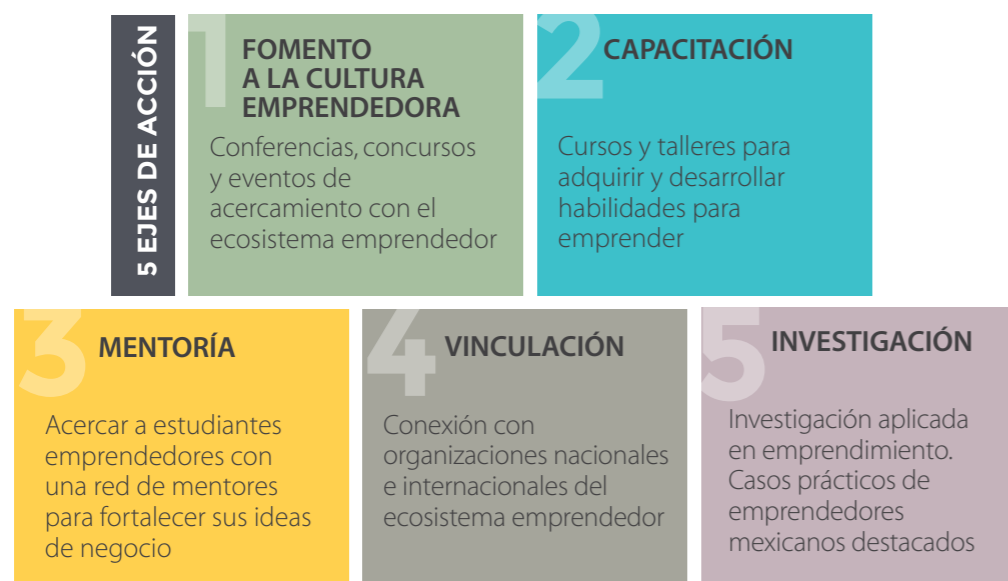 5 EJES DE ACCIÓN
1
FOMENTO
A LA CULTURA
EMPRENDEDORA
Conferencias, concursos
y eventos de
acercamiento con el
ecosistema emprendedor
2
CAPACITACIÓN
Cursos y talleres para
adquirir y desarrollar
habilidades para
emprender
3
MENTORÍA
Acercar a estudiantes
emprendedores con
una red de mentores
para fortalecer sus ideas
de negocio
4
VINCULACIÓN
Conexión con
organizaciones nacionales
e internacionales del
ecosistema emprendedor
5
INVESTIGACIÓN
Investigación aplicada
en emprendimiento.
Casos prácticos de
emprendedores
mexicanos destacados